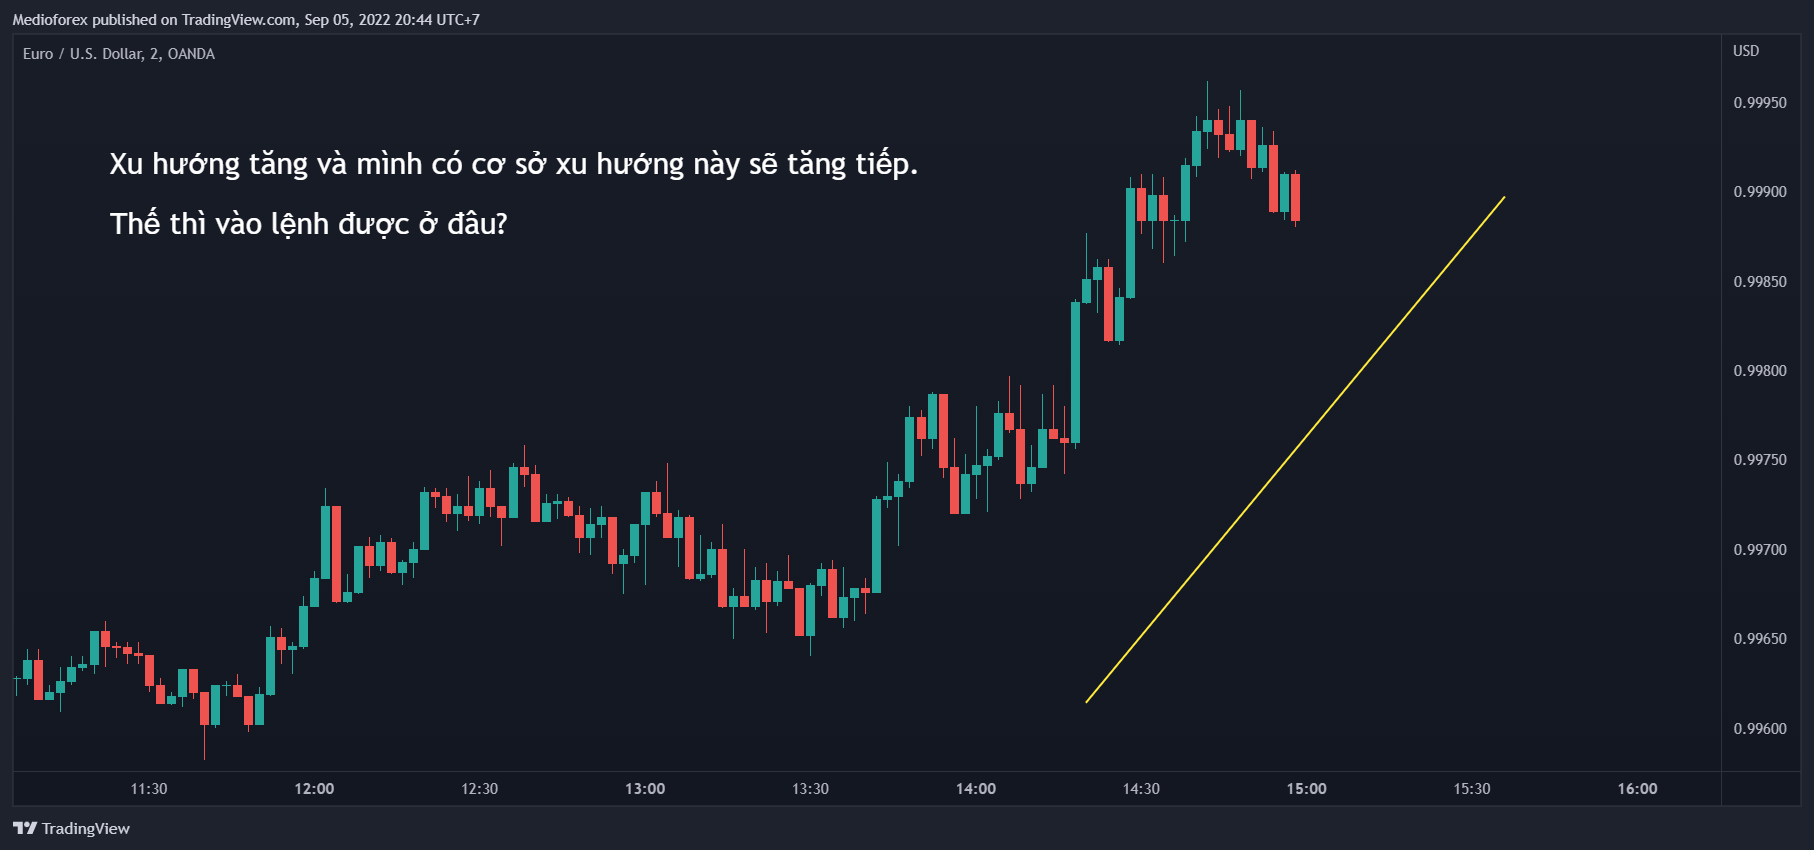 Medioforex published on TradingView.com, Sep 05, 2022 20:44 UTC+7
Euro / U.S. Dollar, 2, OANDA
USD
Xu hướng tăng và mình có cơ sở xu hướng này sẽ tăng tiếp.
Thế thì vào lệnh được ở đâu?
0.99950
0.99900
0.99850
0.99800
0.99750
0.99700
0.99650
0.99600
11:30 12:00 12:30 13:00 13:30 14:00 14:30 15:00 15:30 16:00
TradingView